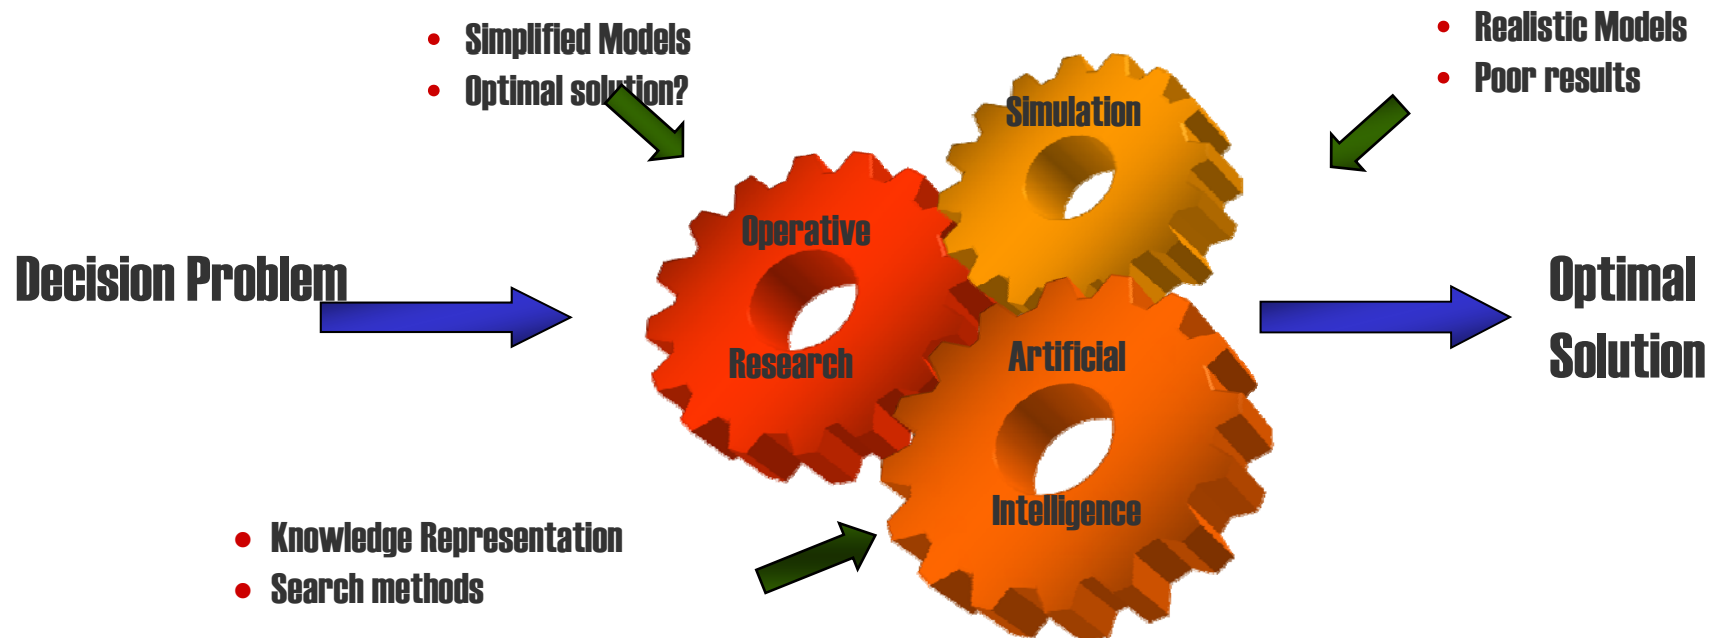 Simplified Models
Optimal solution?
Realistic Models
Poor results
Simulation
Operative
Research
Decision Problem
Optimal
Solution
Artificial
Intelligence
Knowledge Representation
Search methods